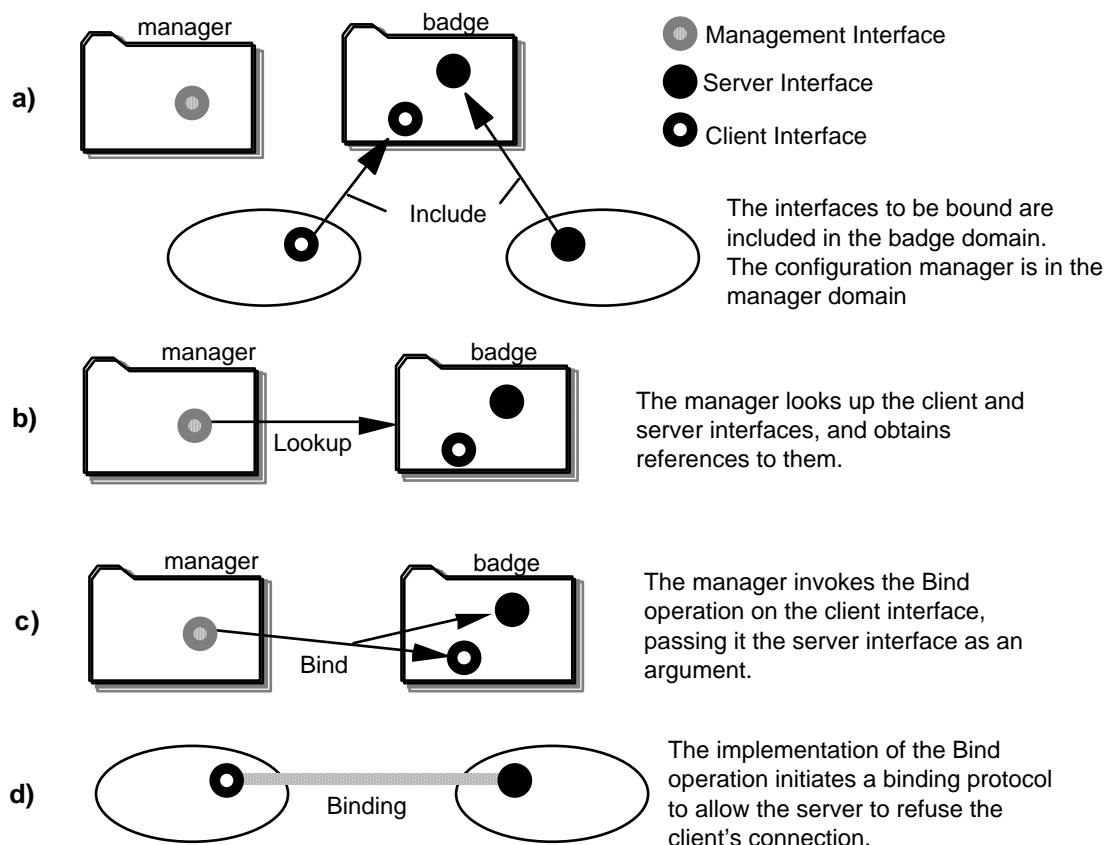 manager
badge
Management Interface
Server Interface
Client Interface
a)
Include
The interfaces to be bound are
included in the badge domain.
The configuration manager is in the
manager domain
manager
badge
b)
Lookup
The manager looks up the client and
server interfaces, and obtains
references to them.
manager
badge
c)
Bind
The manager invokes the Bind
operation on the client interface,
passing it the server interface as an
argument.
d)
Binding
The implementation of the Bind
operation initiates a binding protocol
to allow the server to refuse the
client's connection.